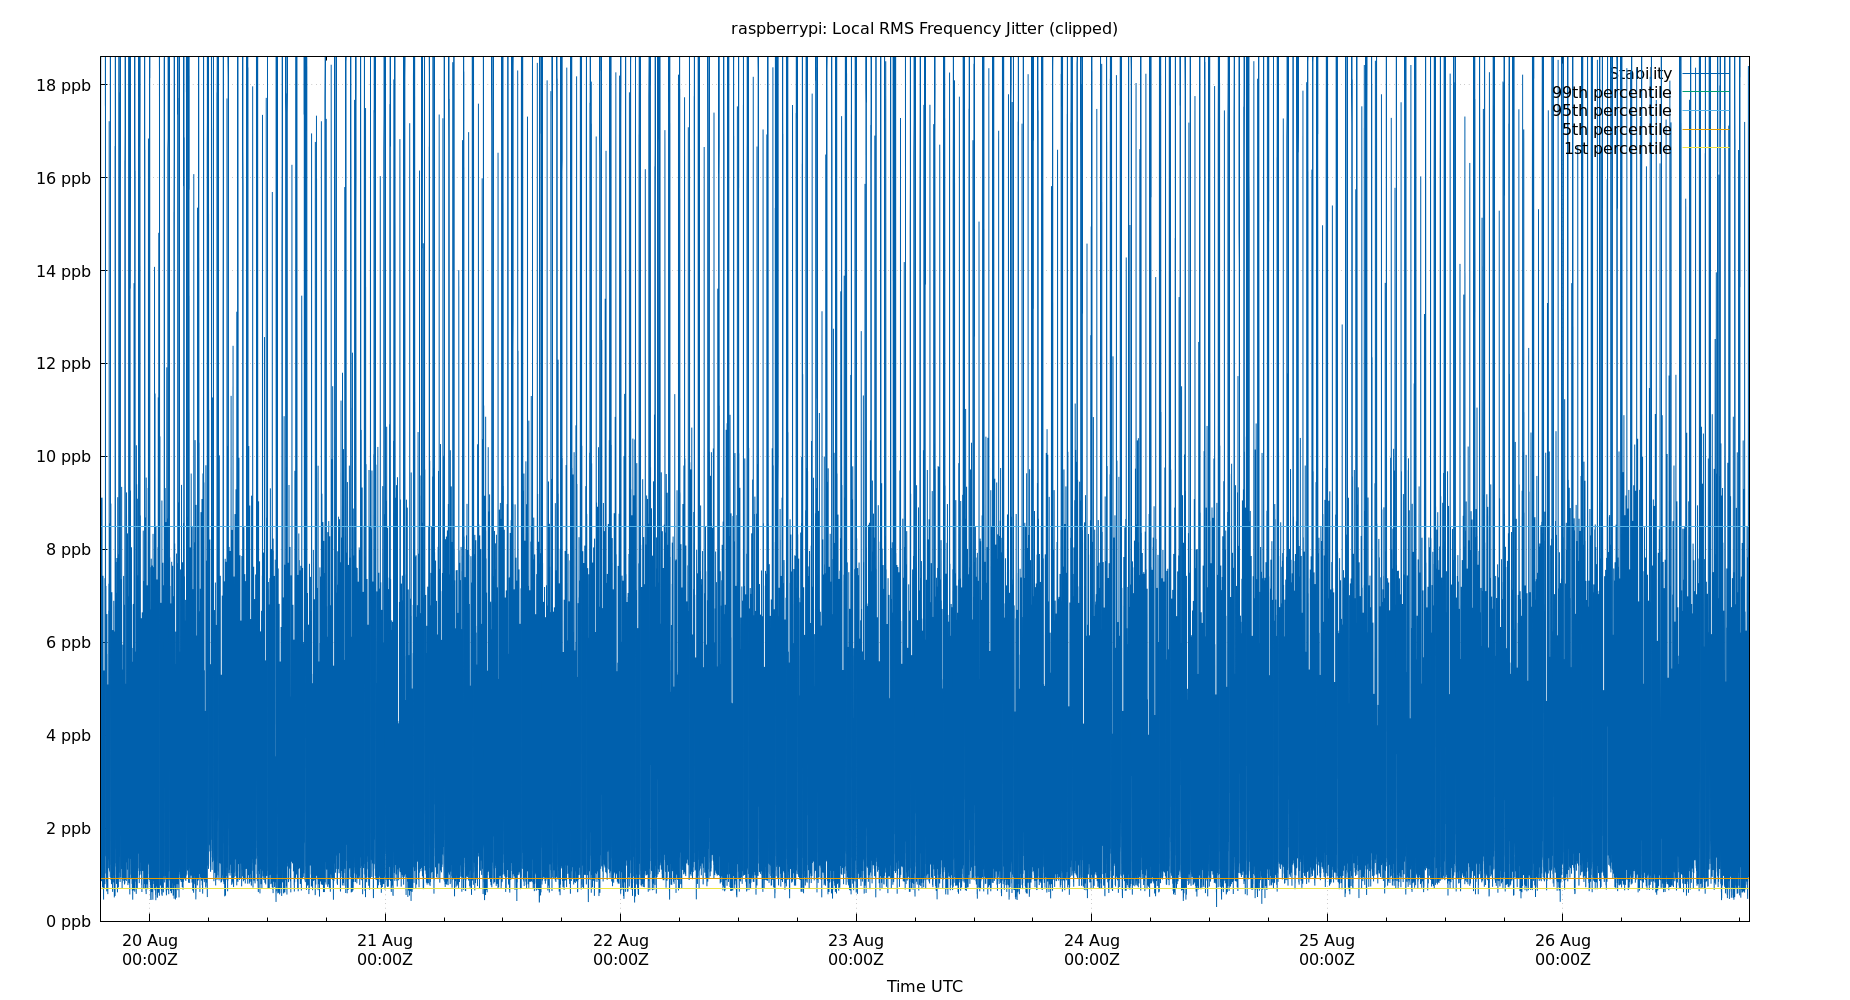 raspberrypi: Local RMS Frequency Jitter (clipped)
18 ppb
16 ppb
14 ppb
12 ppb
10 ppb
8 ppb
6 ppb
4 ppb
2 ppb
0 ppb
Stability
99th percentile
95th percentile
5th percentile
1st percentile
20 Aug 21 Aug 22 Aug 23 Aug 24 Aug 25 Aug 26 Aug
00:00Z 00:00Z 00:00Z 00:00Z 00:00Z 00:00Z 00:00Z
Time UTC